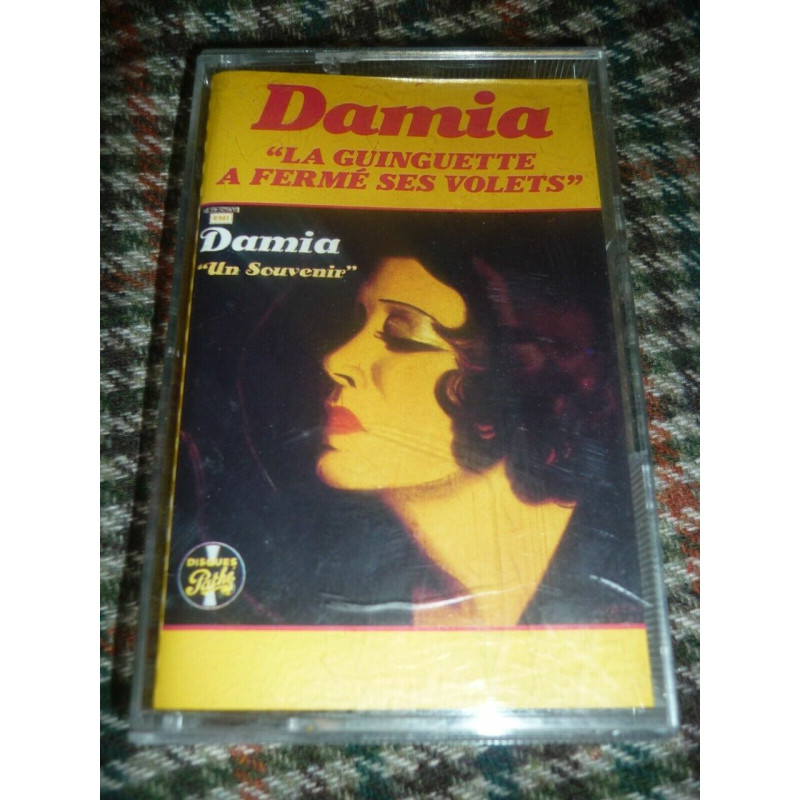 Damia
“LA GUINGUETTE
A FERMÉ SES VOLETS”
EMI
Damia
“Un Souvenir”
DISQUES
Pathé